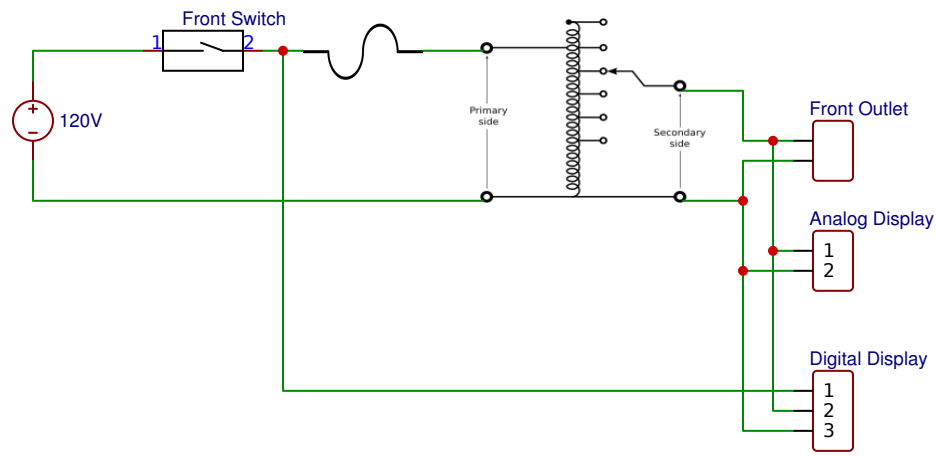 Front Switch
1 2
120V
Primary
side
Secondary
side
Front Outlet
Analog Display
1
2
Digital Display
1
2
3